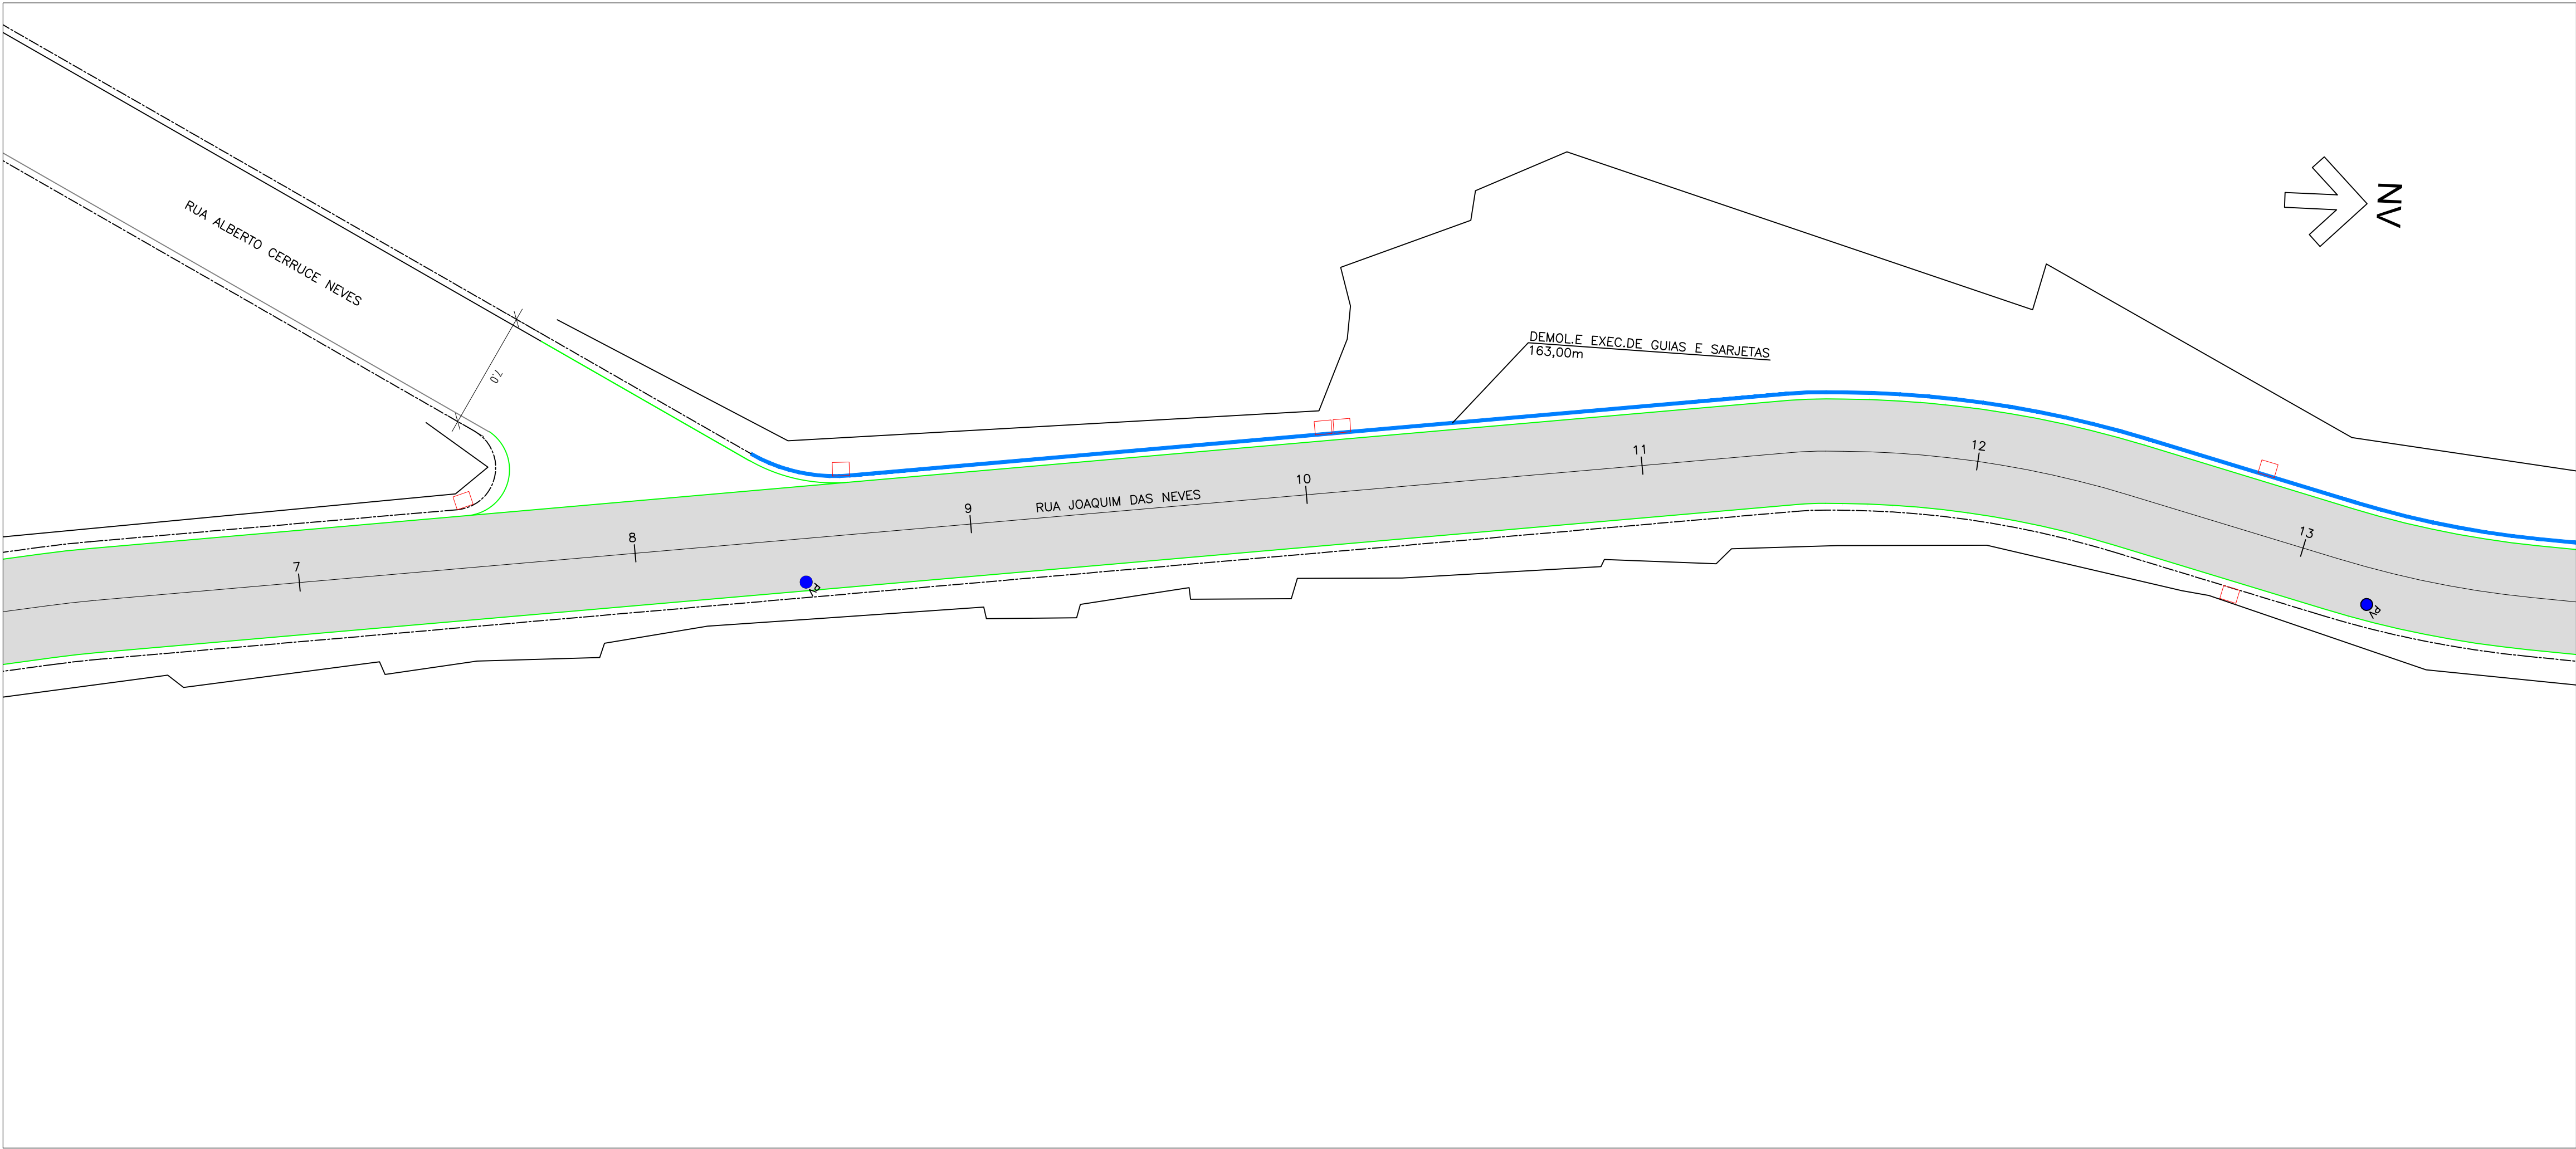 RUA ALBERTO CERRUCE NEVES
7.0
DEMOL.E EXEC.DE GUIAS E SARJETAS
163,00m
NV
7
8
9
RUA JOAQUIM DAS NEVES
10
11
12
13